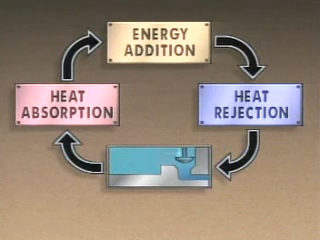 ENERGY
ADDITION
HEAT
ABSORPTION
HEAT
REJECTION